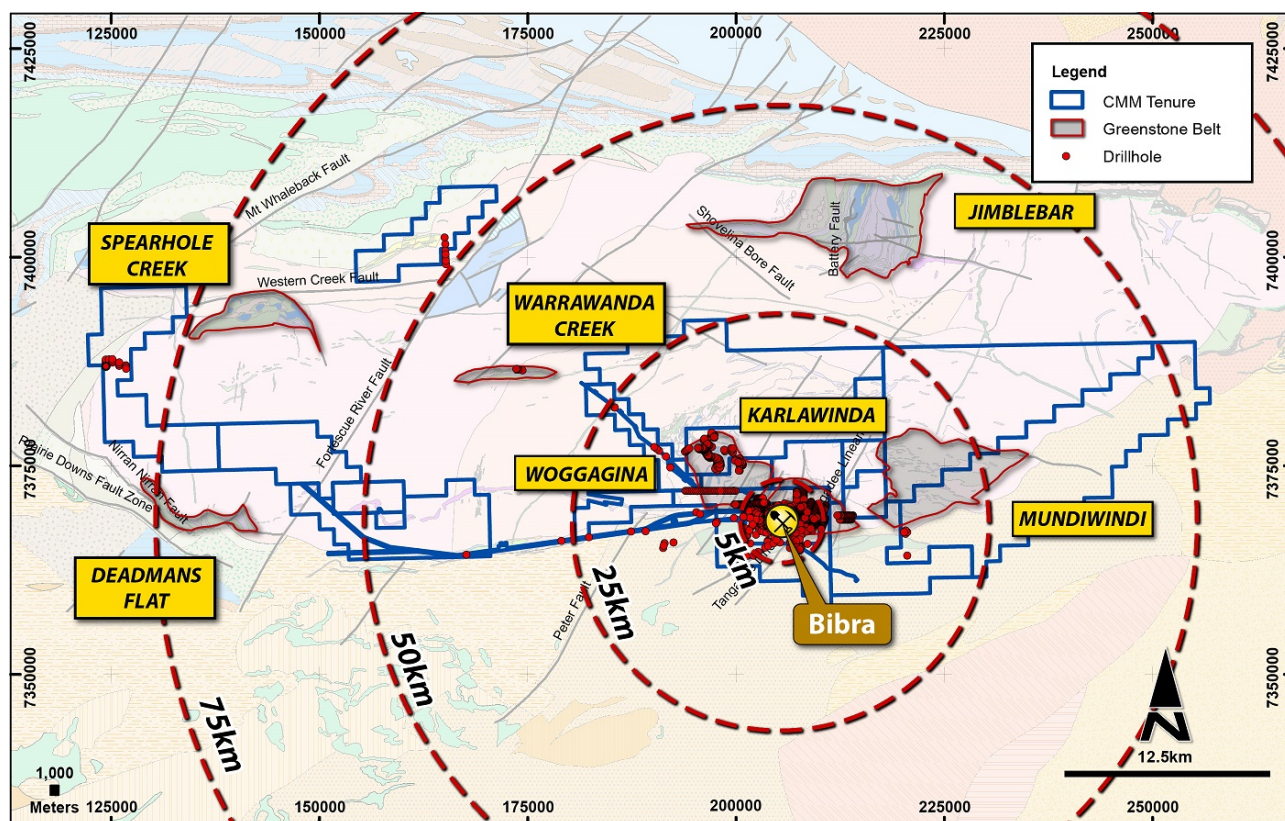 125000
150000
175000
200000
225000
250000
7425000
7425000
Legend
CMM Tenure
Greenstone Belt
Drillhole
Mt Whaleback Fault
JIMBLEBAR
Shovelina Bore Fault
Battery Fault
SPEARHOLE
CREEK
7400000
7400000
Western Creek Fault
WARRAWANDA
CREEK
Fortescue River Fault
KARLAWINDA
Prairie Downs Fault Zone
Nirran Nirran Fault
WOGGAGINA
7375000
7375000
MUNDIWINDI
DEADMANS
FLAT
5km
25km
Peter Fault
Bibra
50km
75km
7350000
7350000
N
12.5km
1,000
Meters
125000
150000
175000
200000
225000
250000